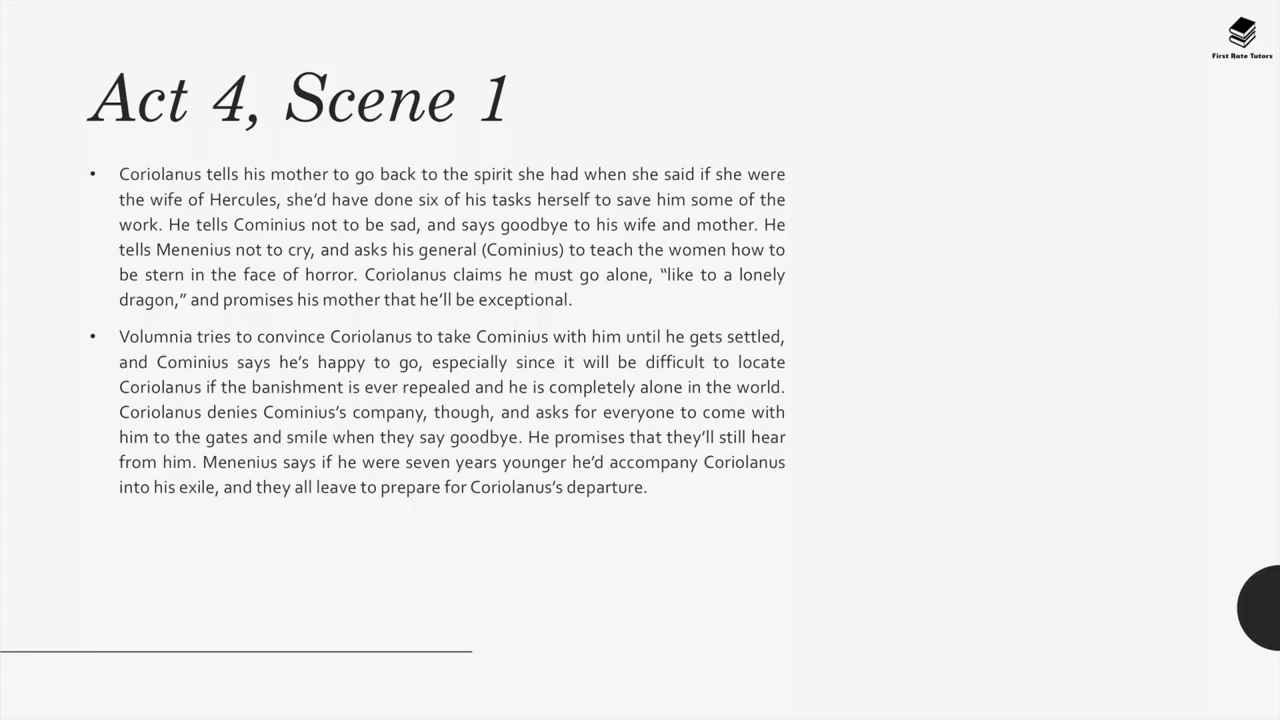 First Rate Tutors
Act 4, Scene 1
• Coriolanus tells his mother to go back to the spirit she had when she said if she were
the wife of Hercules, she’d have done six of his tasks herself to save him some of the
work. He tells Cominius not to be sad, and says goodbye to his wife and mother. He
tells Menenius not to cry, and asks his general (Cominius) to teach the women how to
be stern in the face of horror. Coriolanus claims he must go alone, “like to a lonely
dragon,” and promises his mother that he’ll be exceptional.
• Volumnia tries to convince Coriolanus to take Cominius with him until he gets settled,
and Cominius says he’s happy to go, especially since it will be difficult to locate
Coriolanus if the banishment is ever repealed and he is completely alone in the world.
Coriolanus denies Cominius’s company, though, and asks for everyone to come with
him to the gates and smile when they say goodbye. He promises that they’ll still hear
from him. Menenius says if he were seven years younger he’d accompany Coriolanus
into his exile, and they all leave to prepare for Coriolanus’s departure.